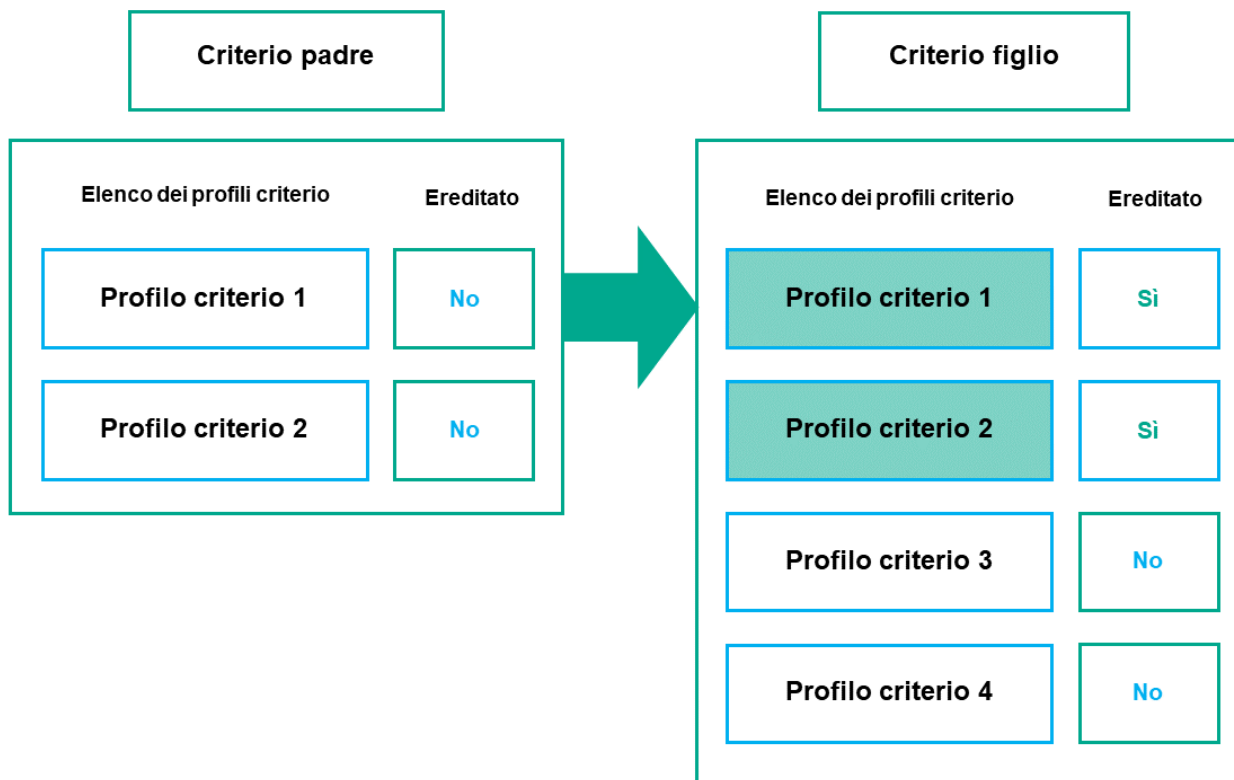 Criterio padre
Criterio figlio
Elenco dei profili criterio
Ereditato
Profilo criterio 1
No
Profilo criterio 2
No
Elenco dei profili criterio
Ereditato
Profilo criterio 1
Sì
Profilo criterio 2
Sì
Profilo criterio 3
No
Profilo criterio 4
No